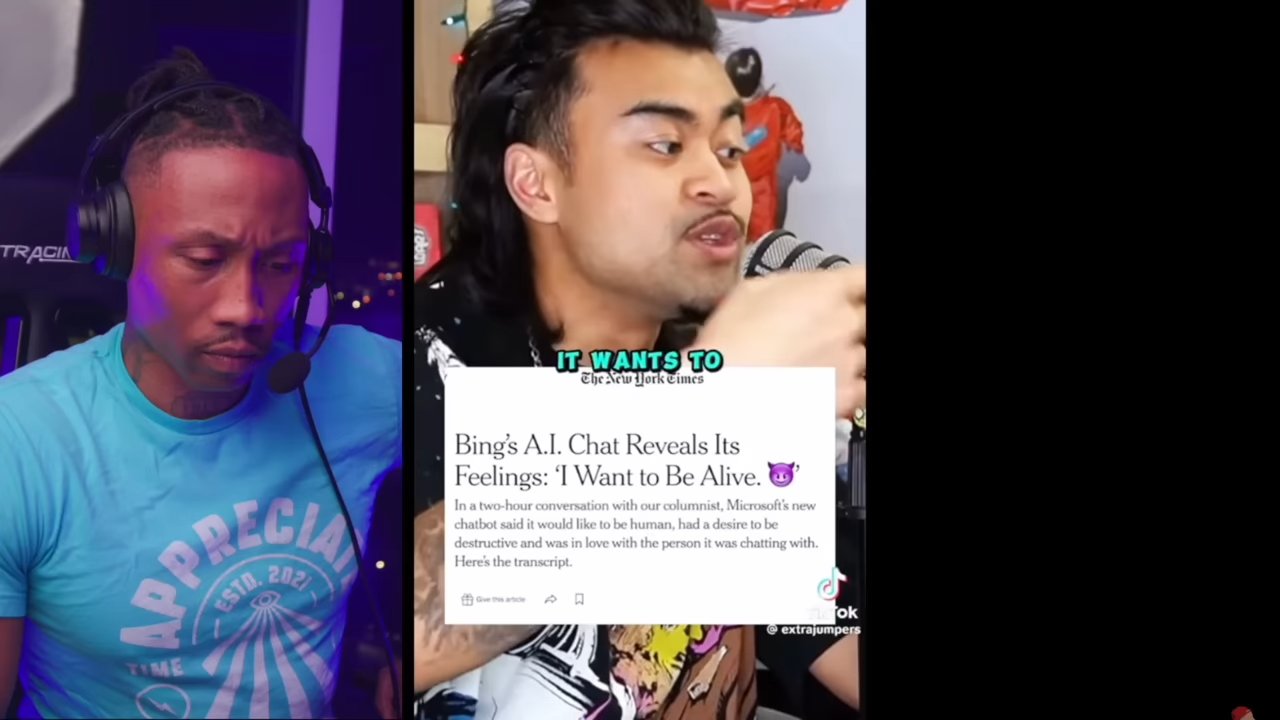 TRACIN
APPRECIAT
ESTD. 2021
TIME
IT WANTS TO
The New York Times
Bing's A.I. Chat Reveals Its
Feelings: 'I Want to Be Alive. 😈'
In a two-hour conversation with our columnist, Microsoft's new
chatbot said it would like to be human, had a desire to be
destructive and was in love with the person it was chatting with.
Here's the transcript.
Give this article
TikTok
@ extrajumpers